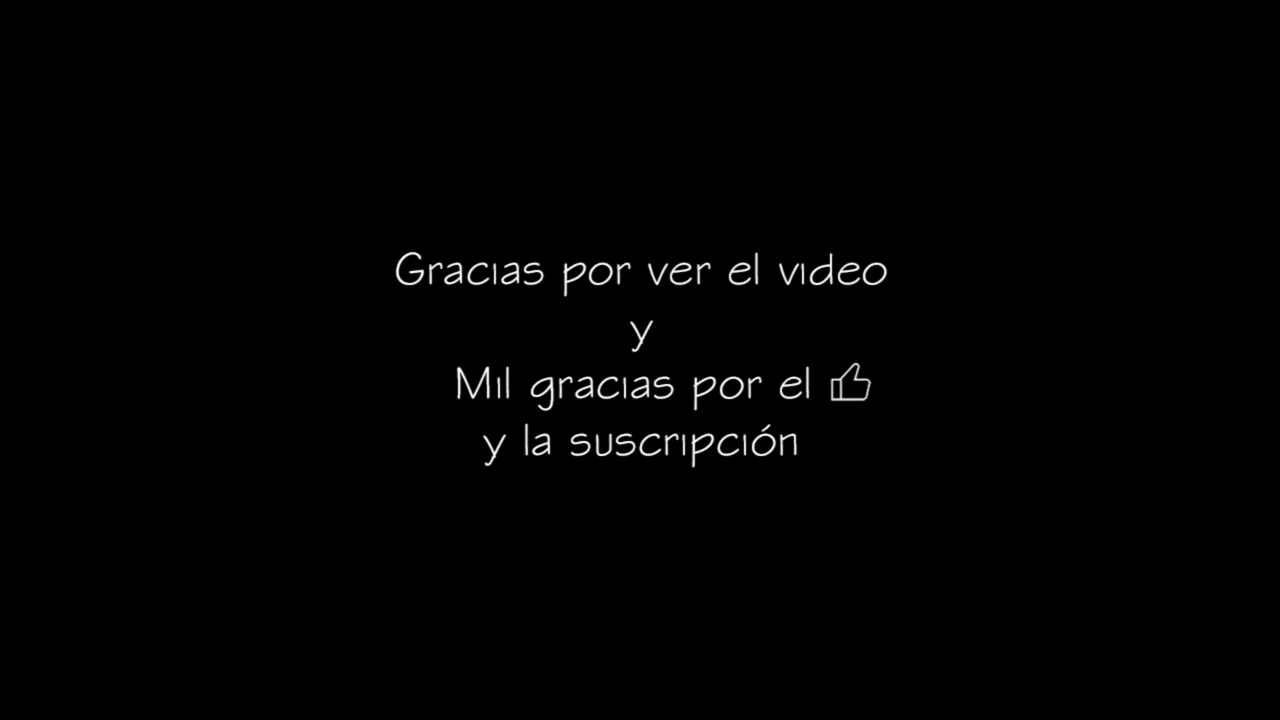 Gracias por ver el video
y
Mil gracias por el 👍
y la suscripción